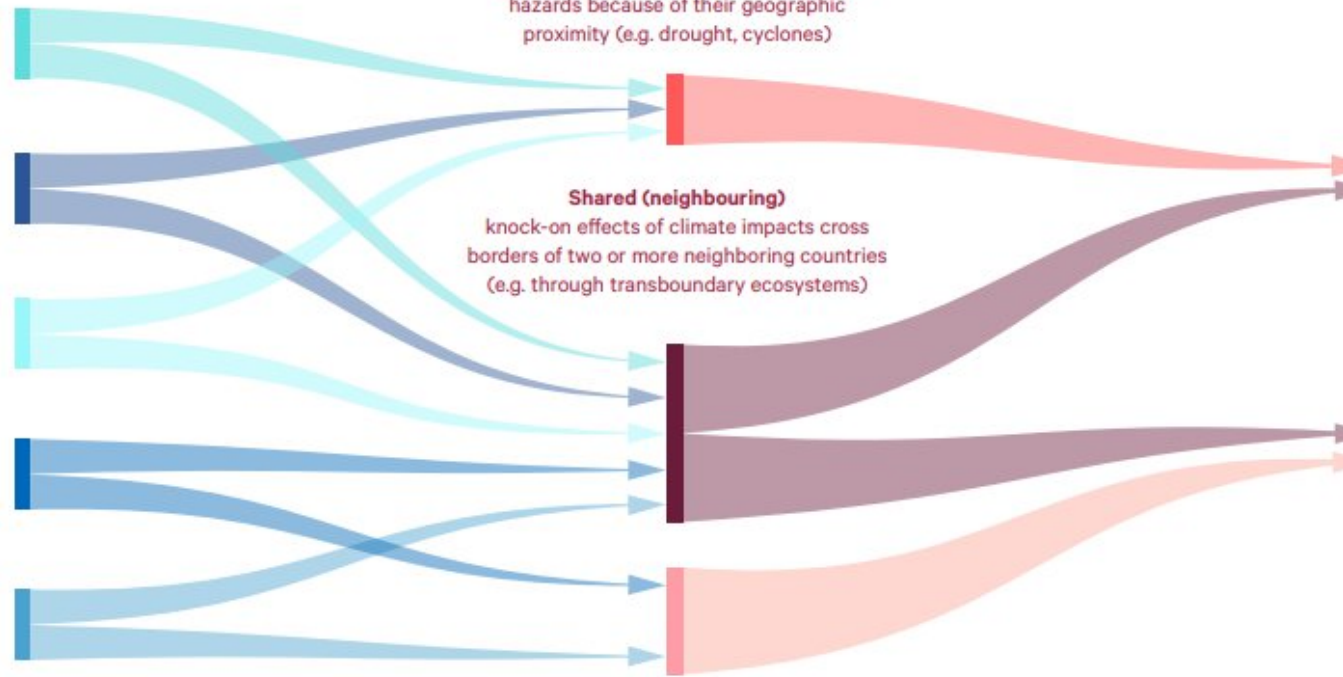 hazards because of their geographic
proximity (e.g. drought, cyclones)
Shared (neighbouring)
knock-on effects of climate impacts cross
borders of two or more neighboring countries
(e.g. through transboundary ecosystems)